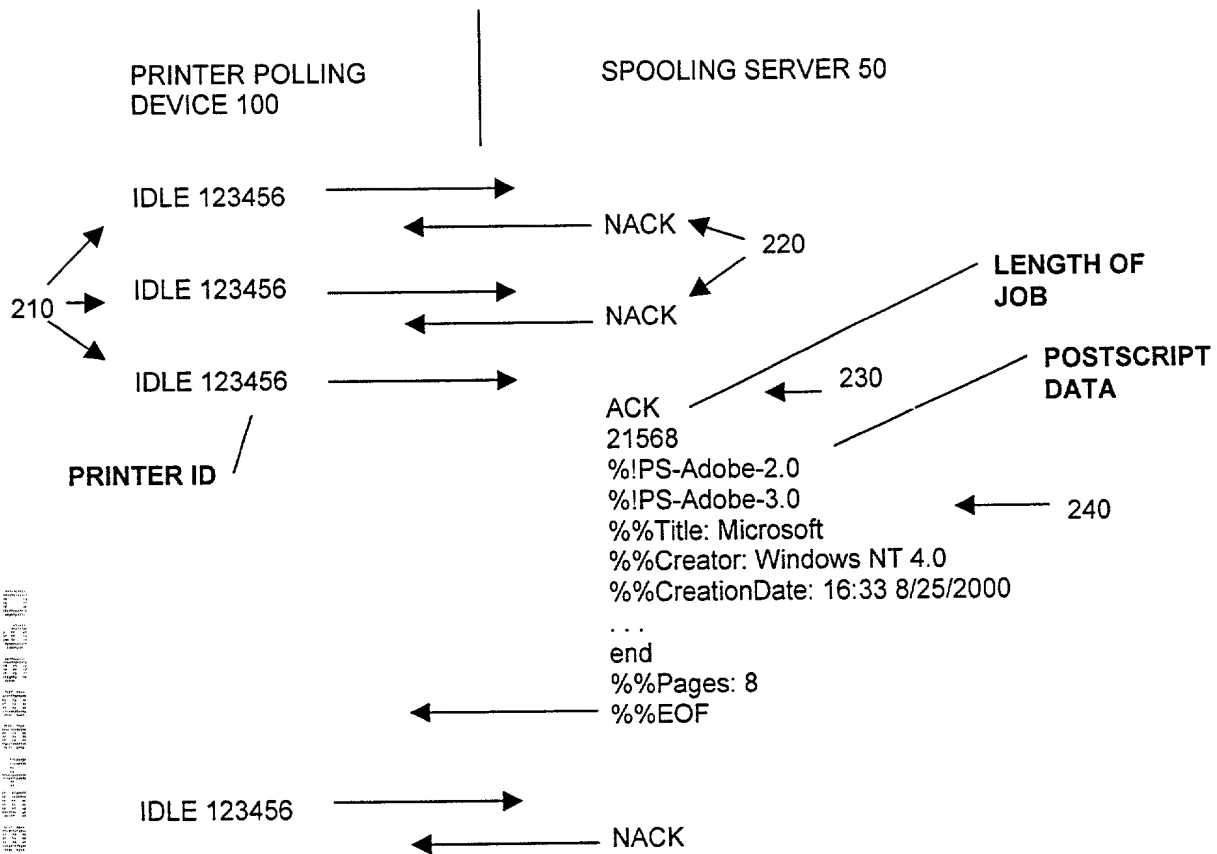 PRINTER POLLING
DEVICE 100
SPOOLING SERVER 50
IDLE 123456
NACK
220
210
IDLE 123456
NACK
LENGTH OF
JOB
IDLE 123456
230
POSTSCRIPT
DATA
PRINTER ID
ACK
21568
%!PS-Adobe-2.0
%!PS-Adobe-3.0
240
%%Title: Microsoft
%%Creator: Windows NT 4.0
%%CreationDate: 16:33 8/25/2000
. . .
end
%%Pages: 8
%%EOF
IDLE 123456
NACK